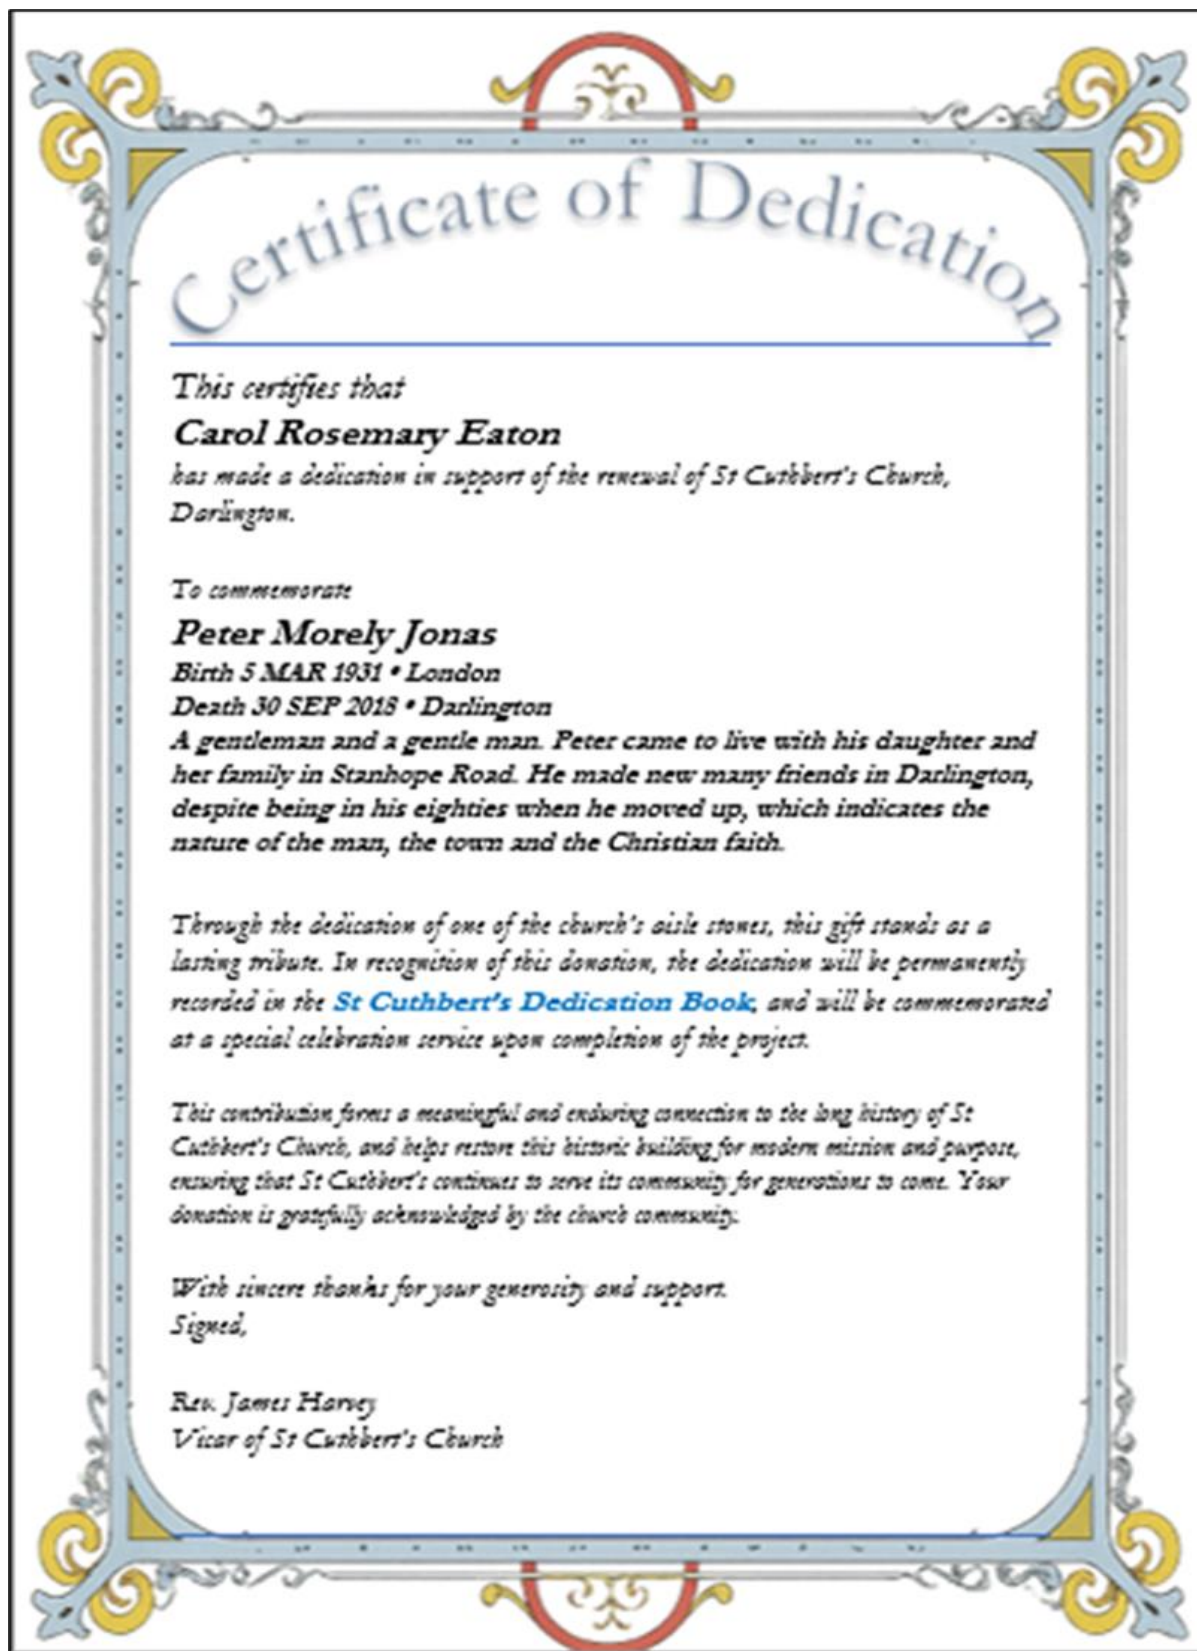 Certificate of Dedication
This certifies that
Carol Rosemary Eaton
has made a dedication in support of the renewal of St Cuthbert's Church,
Darlington.
To commemorate
Peter Morely Jonas
Birth 5 MAR 1931 • London
Death 30 SEP 2018 • Darlington
A gentleman and a gentle man. Peter came to live with his daughter and
her family in Stanhope Road. He made new many friends in Darlington,
despite being in his eighties when he moved up, which indicates the
nature of the man, the town and the Christian faith.
Through the dedication of one of the church's aisle stones, this gift stands as a
lasting tribute. In recognition of this donation, the dedication will be permanently
recorded in the St Cuthbert's Dedication Book, and will be commemorated
at a special celebration service upon completion of the project.
This contribution forms a meaningful and enduring connection to the long history of St
Cuthbert's Church, and helps restore this historic building for modern mission and purpose,
ensuring that St Cuthbert's continues to serve its community for generations to come. Your
donation is gratefully acknowledged by the church community.
With sincere thanks for your generosity and support.
Signed,
Rev. James Harvey
Vicar of St Cuthbert's Church